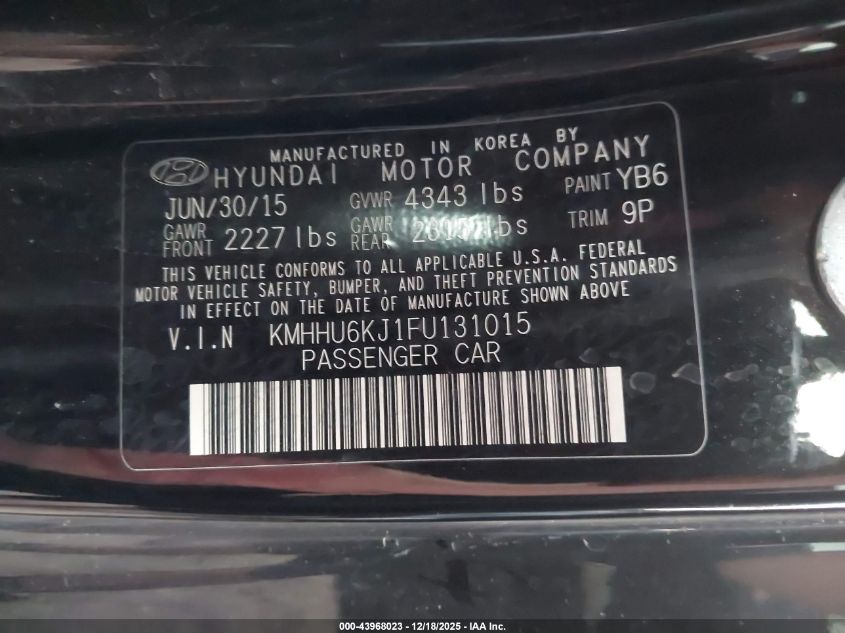 MANUFACTURED IN KOREA BY
HYUNDAI MOTOR COMPANY
JUN/30/15 GVWR 4343 lbs PAINT YB6
GAWR FRONT 2227 lbs GAWR REAR lbs TRIM 9P
THIS VEHICLE CONFORMS TO ALL APPLICABLE U.S.A. FEDERAL
MOTOR VEHICLE SAFETY, BUMPER, AND THEFT PREVENTION STANDARDS
IN EFFECT ON THE DATE OF MANUFACTURE SHOWN ABOVE
V.I.N KMHHU6KJ1FU131015
PASSENGER CAR
000-43968023 - 12/18/2025 - IAA Inc.